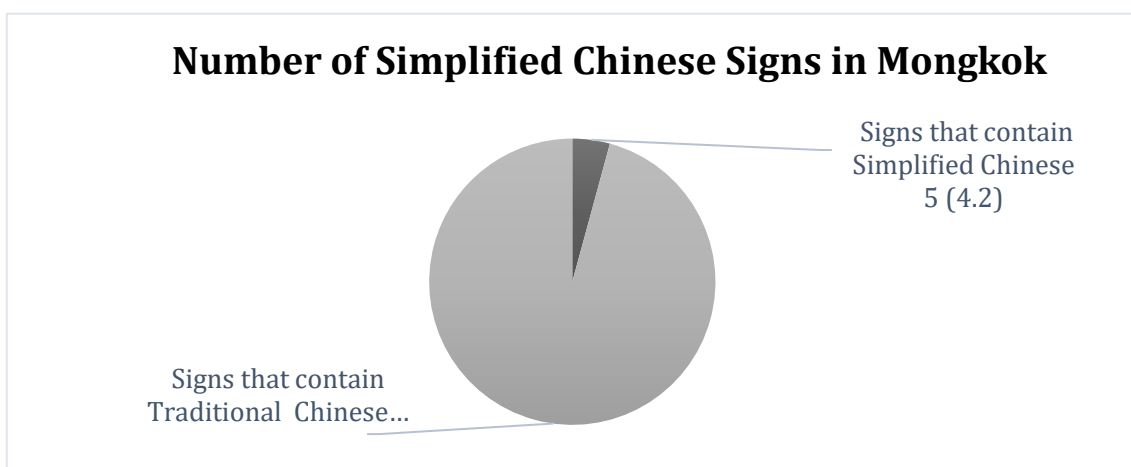 Number of Simplified Chinese Signs in Mongkok
Signs that contain
Simplified Chinese
5 (4.2)
Signs that contain
Traditional Chinese...